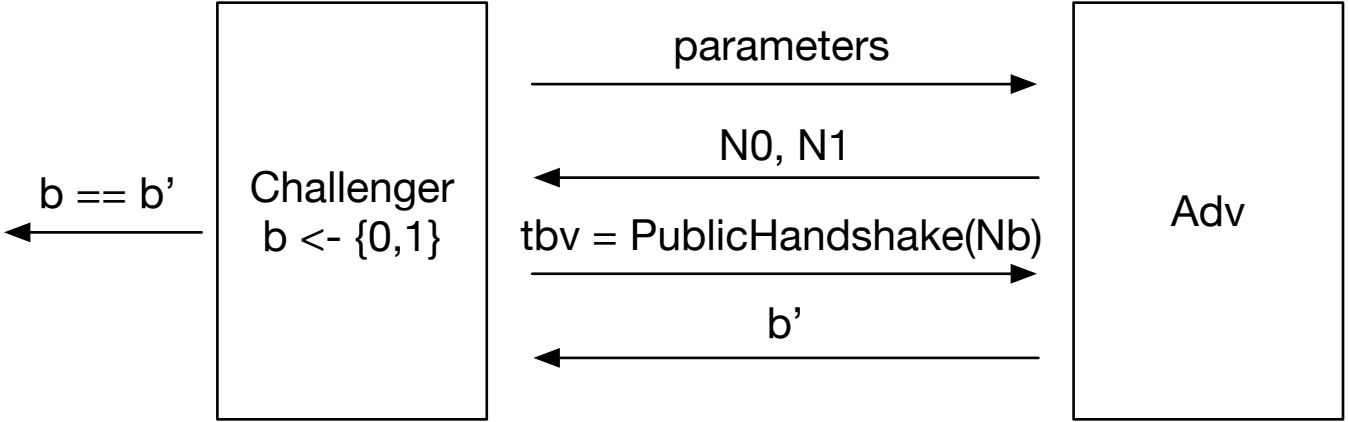 parameters
N0, N1
b == b’
Challenger
b <- {0,1}
tbv = PublicHandshake(Nb)
Adv
b’